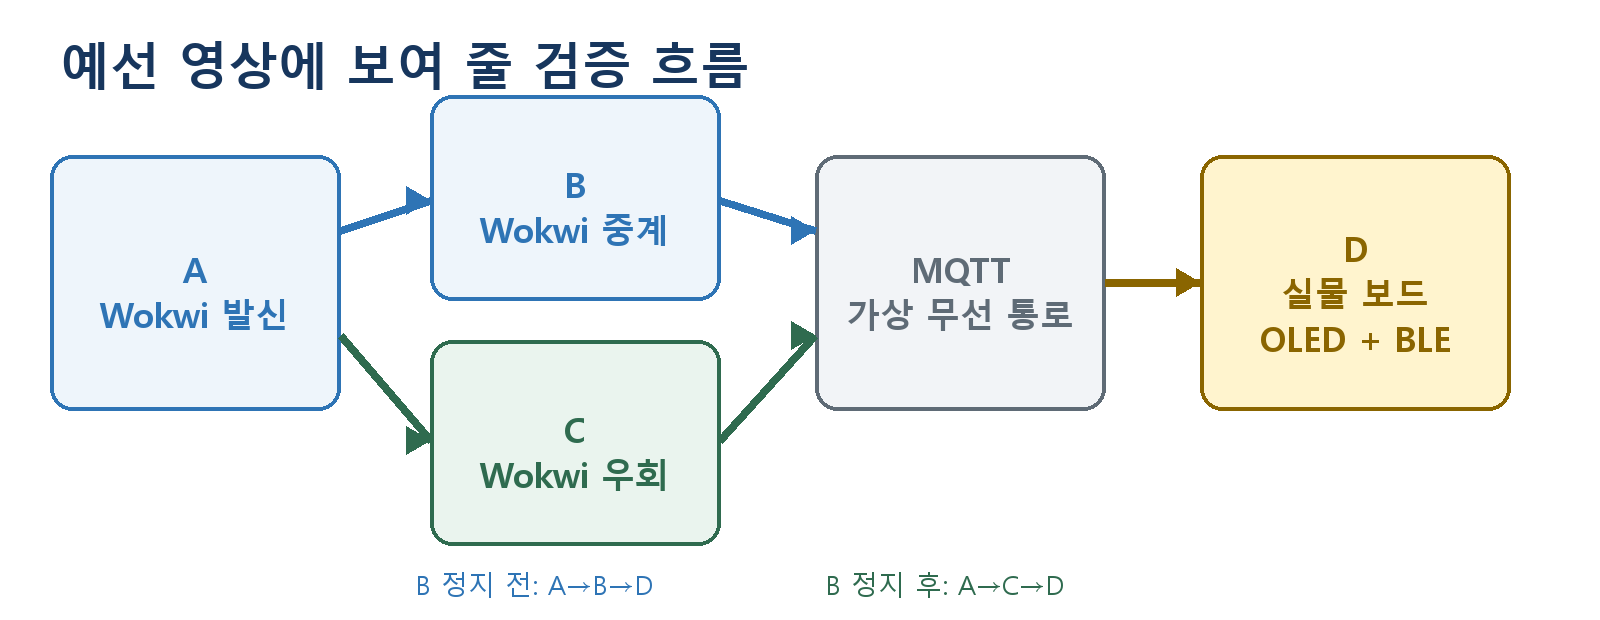 예선 영상에 보여 줄 검증 흐름
A
Wokwi 발신
B
Wokwi 중계
C
Wokwi 우회
MQTT
가상 무선 통로
D
실물 보드
OLED + BLE
B 정지 전: A→B→D
B 정지 후: A→C→D